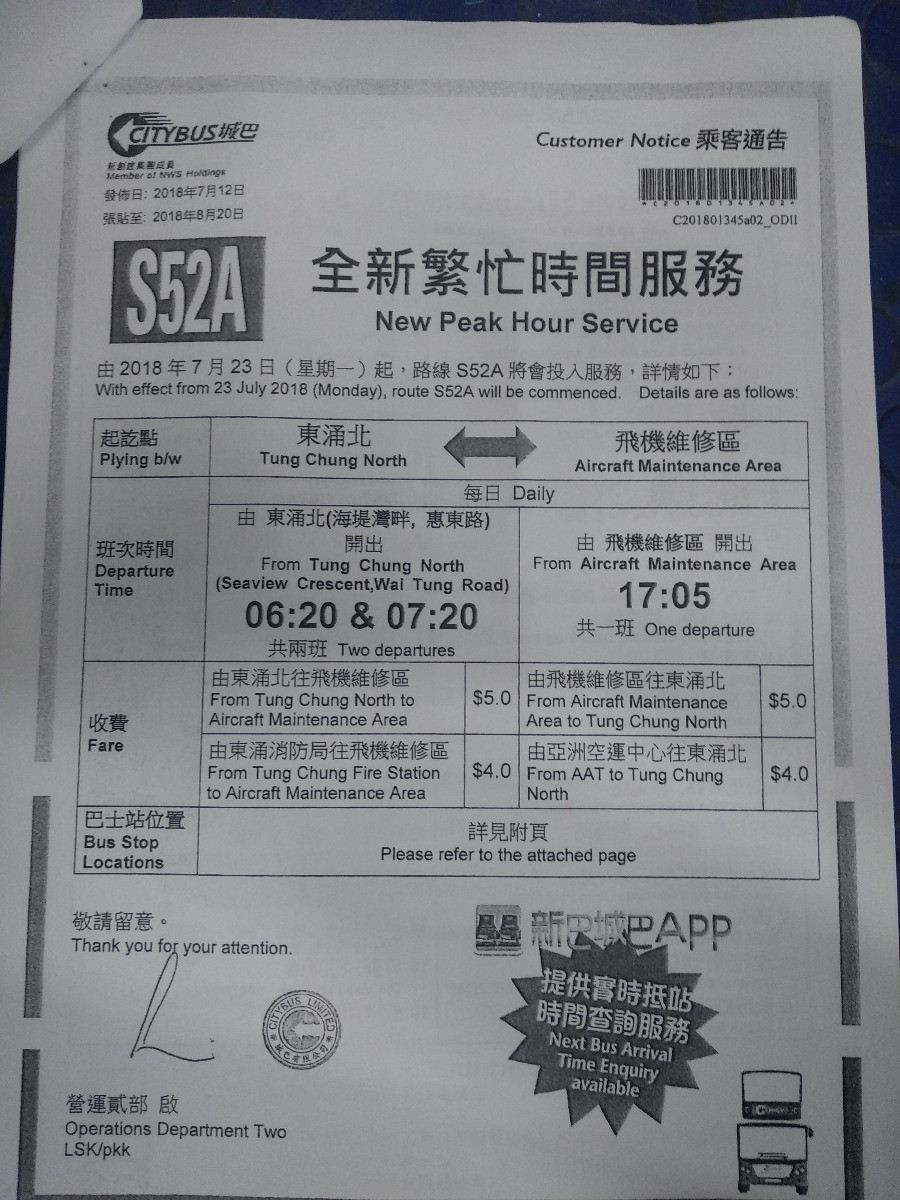 CITYBUS城巴
新創建集團成員
Member of NWS Holdings
Customer Notice 乘客通告
發佈日: 2018年7月12日
張貼至: 2018年8月20日
*C201801345A02*
C201801345a02_ODII
S52A
全新繁忙時間服務
New Peak Hour Service
由 2018 年 7 月 23 日（星期一）起，路線 S52A 將會投入服務，詳情如下：
With effect from 23 July 2018 (Monday), route S52A will be commenced. Details are as follows:
起訖點
Plying b/w
東涌北
Tung Chung North
飛機維修區
Aircraft Maintenance Area
班次時間
Departure
Time
每日 Daily
由 東涌北(海堤灣畔, 惠東路)
開出
From Tung Chung North
(Seaview Crescent,Wai Tung Road)
06:20 & 07:20
共兩班 Two departures
由 飛機維修區 開出
From Aircraft Maintenance Area
17:05
共一班 One departure
收費
Fare
由東涌北往飛機維修區
From Tung Chung North to
Aircraft Maintenance Area
$5.0
由飛機維修區往東涌北
From Aircraft Maintenance
Area to Tung Chung North
$5.0
由東涌消防局往飛機維修區
From Tung Chung Fire Station
to Aircraft Maintenance Area
$4.0
由亞洲空運中心往東涌北
From AAT to Tung Chung
North
$4.0
巴士站位置
Bus Stop
Locations
詳見附頁
Please refer to the attached page
敬請留意。
Thank you for your attention.
CITYBUS LIMITED
城巴有限公司
新巴城巴App
提供實時抵站
時間查詢服務
Next Bus Arrival
Time Enquiry
available
營運貳部 啟
Operations Department Two
LSK/pkk